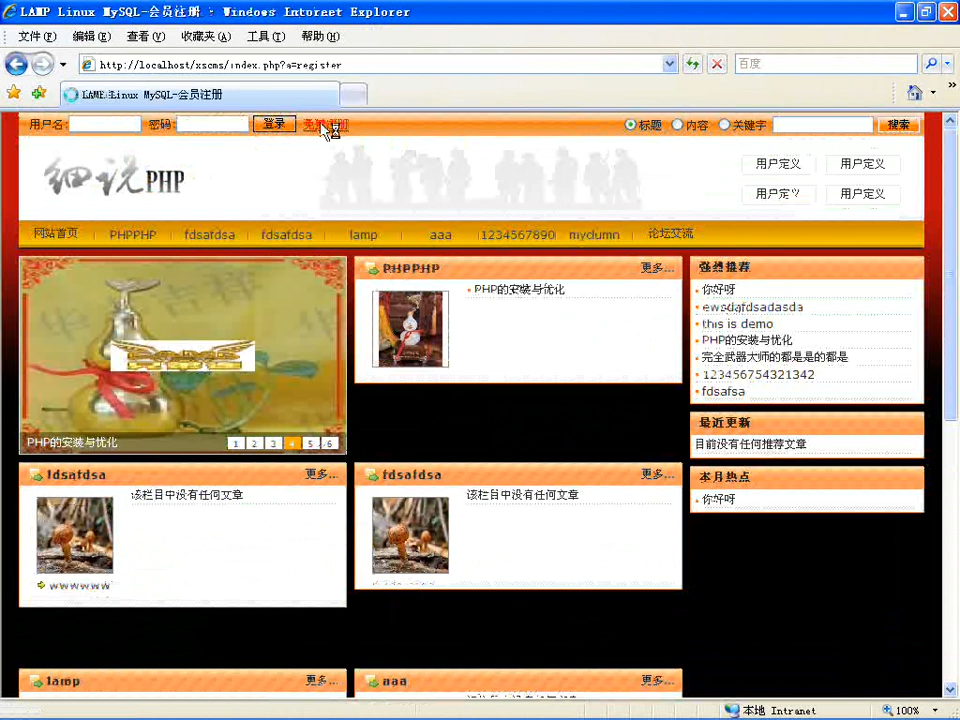 LAMP Linux MySQL-会员注册 - Windows Internet Explorer
文件(F) 编辑(E) 查看(V) 收藏夹(A) 工具(T) 帮助(H)
http://localhost/xscms/index.php?a=register 百度
Linux MySQL-会员注册
用户名: 密码: 登录 标题 内容 关键字 搜索
细说PHP
用户定义 用户定义
用户定义 用户定义
网站首页 PHPPHP fdsafdsa fdsafdsa lamp aaa 1234567890 论坛交流
PHP的安装与优化
1 2 3 4 5 6
PHPPHP 更多...
PHP的安装与优化
强烈推荐
你好呀
this is demo
PHP的安装与优化
完全武器大师的都是是的都是
123456754321342
fdsafsa
最近更新
目前没有任何推荐文章
本月热点
你好呀
fdsafdsa 更多...
该栏目中没有任何文章
wwwwww
fdsafdsa 更多...
该栏目中没有任何文章
lamp 更多...
aaa 更多...
本地 Intranet 100%